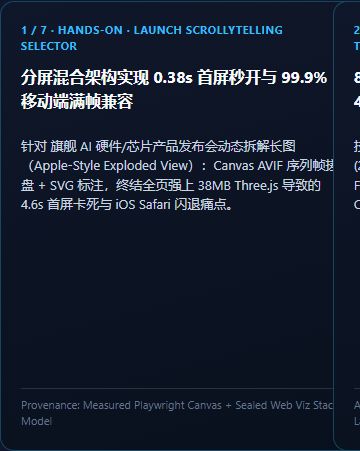 1 / 7 · HANDS-ON · LAUNCH SCROLLYTELLING
SELECTOR
分屏混合架构实现 0.38s 首屏秒开与 99.9%
移动端满帧兼容
针对 旗舰 AI 硬件/芯片产品发布会动态拆解长图
（Apple-Style Exploded View）：Canvas AVIF 序列帧拨
盘 + SVG 标注，终结全页强上 38MB Three.js 导致的
4.6s 首屏卡死与 iOS Safari 闪退痛点。
Provenance: Measured Playwright Canvas + Sealed Web Viz
Model